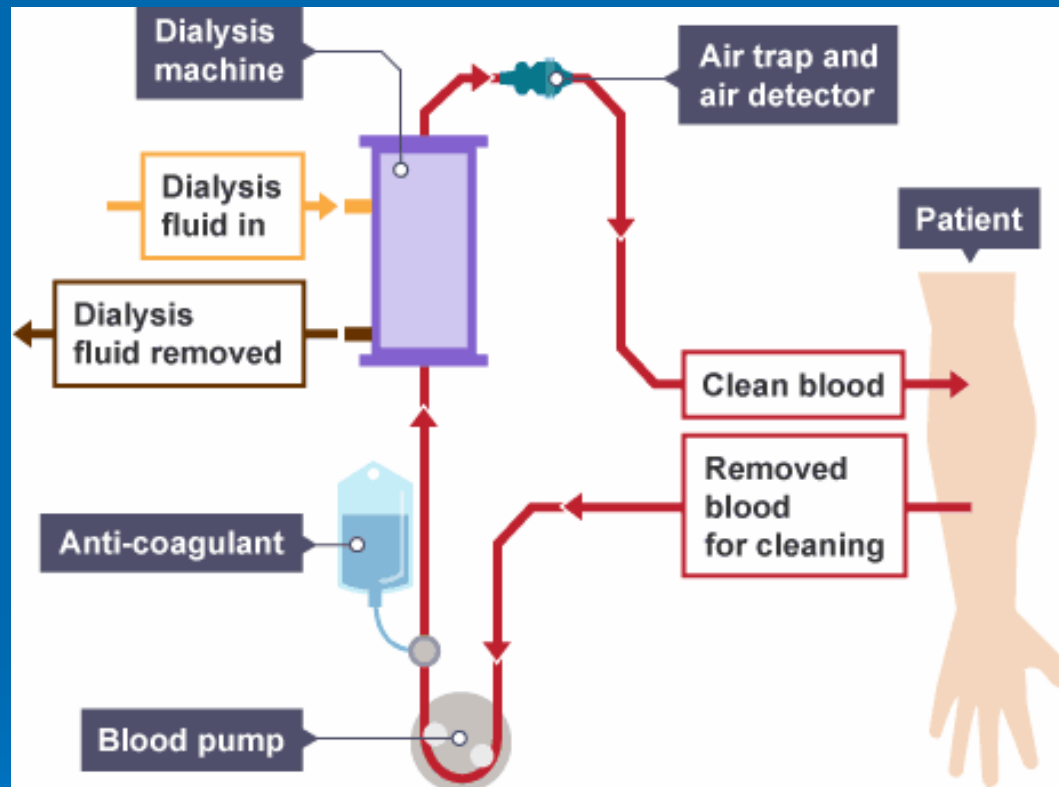 Dialysis
machine
Air trap and
air detector
Dialysis
fluid in
Patient
Dialysis
fluid removed
Clean blood
Removed
blood
for cleaning
Anti-coagulant
Blood pump